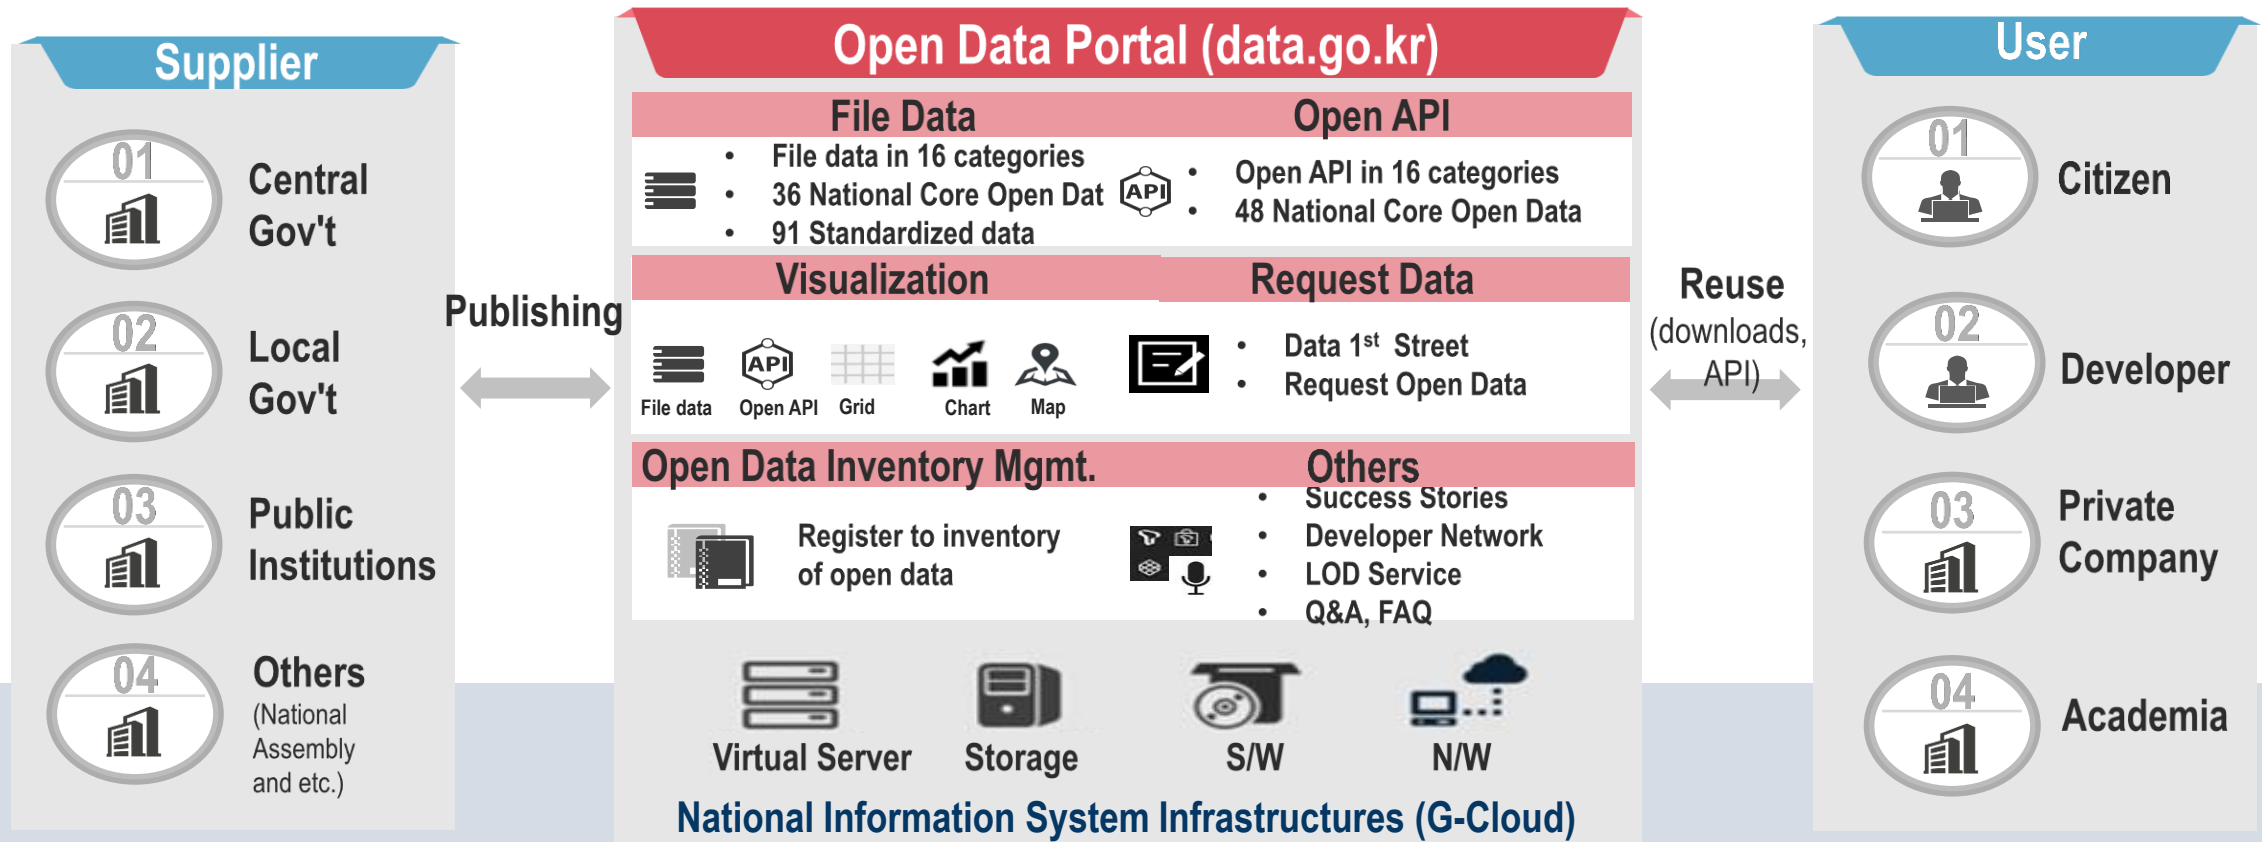 Supplier
01
Central
Gov't
02
Local
Gov't
03
Public
Institutions
04
Others
(National
Assembly
and etc.)
Publishing
Open Data Portal (data.go.kr)
File Data
• File data in 16 categories
• 36 National Core Open Dat
• 91 Standardized data
Open API
API
• Open API in 16 categories
• 48 National Core Open Data
Visualization
API
File data
Open API
Grid
Chart
Map
Request Data
• Data 1st Street
• Request Open Data
Open Data Inventory Mgmt.
Register to inventory
of open data
Others
• Success Stories
• Developer Network
• LOD Service
• Q&A, FAQ
Virtual Server
Storage
S/W
N/W
National Information System Infrastructures (G-Cloud)
Reuse
(downloads,
API)
User
01
Citizen
02
Developer
03
Private
Company
04
Academia